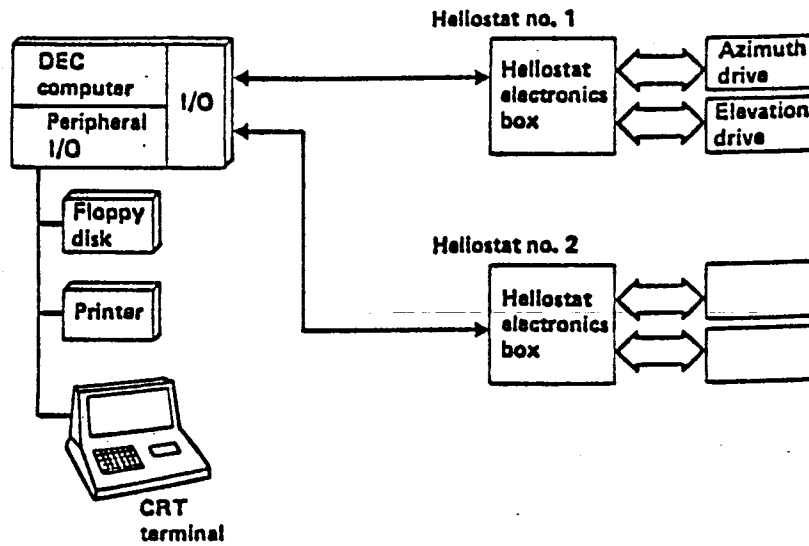 Heliostat no. 1
DEC
computer
I/O
Peripheral
I/O
Heliostat
electronics
box
Azimuth
drive
Elevation
drive
Floppy
disk
Printer
CRT
terminal
Heliostat no. 2
Heliostat
electronics
box